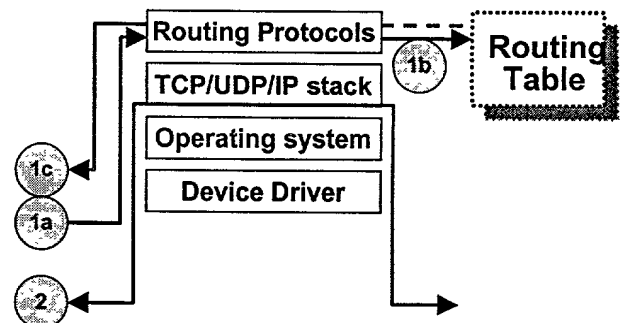 Routing Protocols
1b
Routing
Table
TCP/UDP/IP stack
Operating system
Device Driver
1c
1a
2